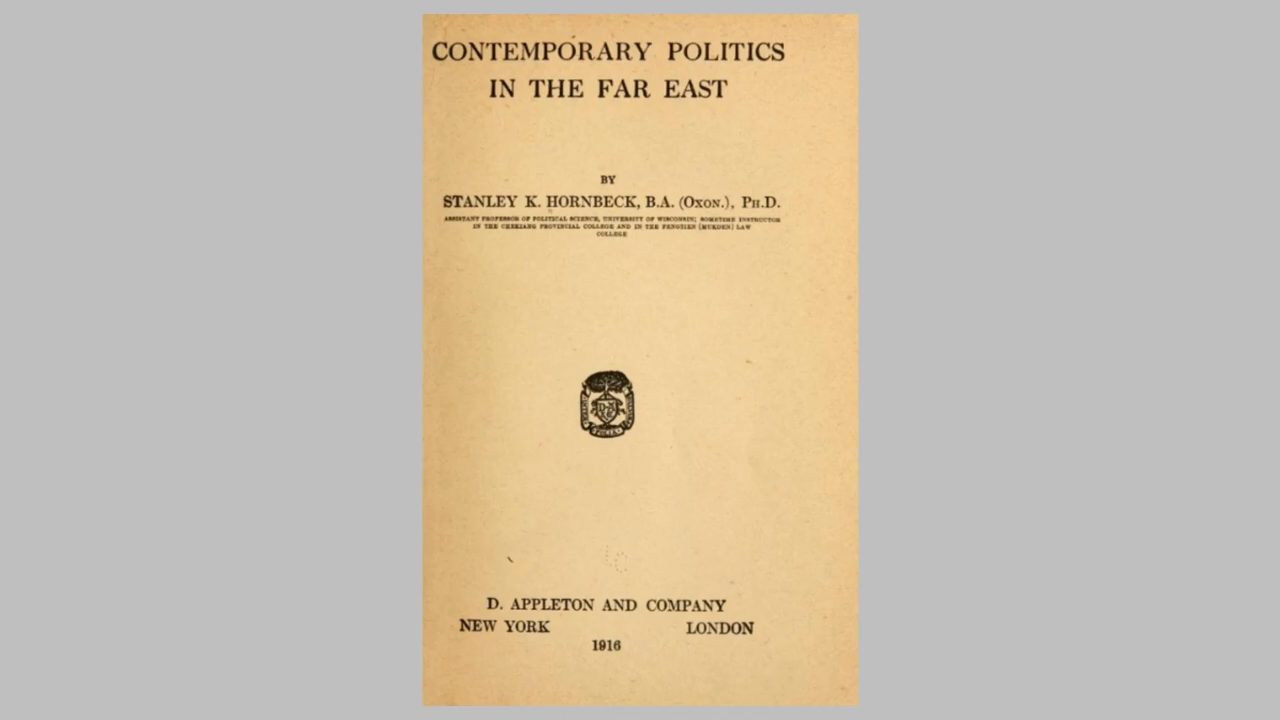 CONTEMPORARY POLITICS
IN THE FAR EAST
BY
STANLEY K. HORNBECK, B.A. (OXON.), PH.D.
ASSISTANT PROFESSOR OF POLITICAL SCIENCE, UNIVERSITY OF WISCONSIN; SOMETIME INSTRUCTOR
IN THE CHEKIANG PROVINCIAL COLLEGE AND IN THE FENGTIEN (MUKDEN) LAW
COLLEGE
D. APPLETON AND COMPANY
NEW YORK LONDON
1916